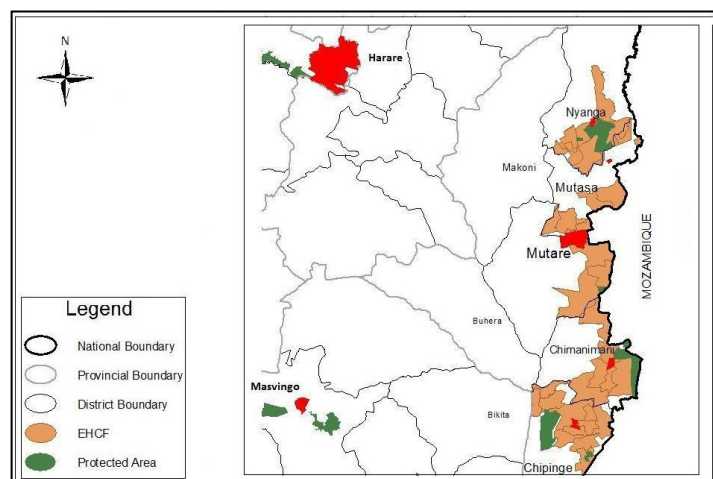 N
Harare
Nyanga
Makoni
Mutasa
MOZAMBIQUE
Mutare
Buhera
Chimanimani
Masvingo
Bikita
Chipinge
Legend
National Boundary
Provincial Boundary
District Boundary
EHCF
Protected Area